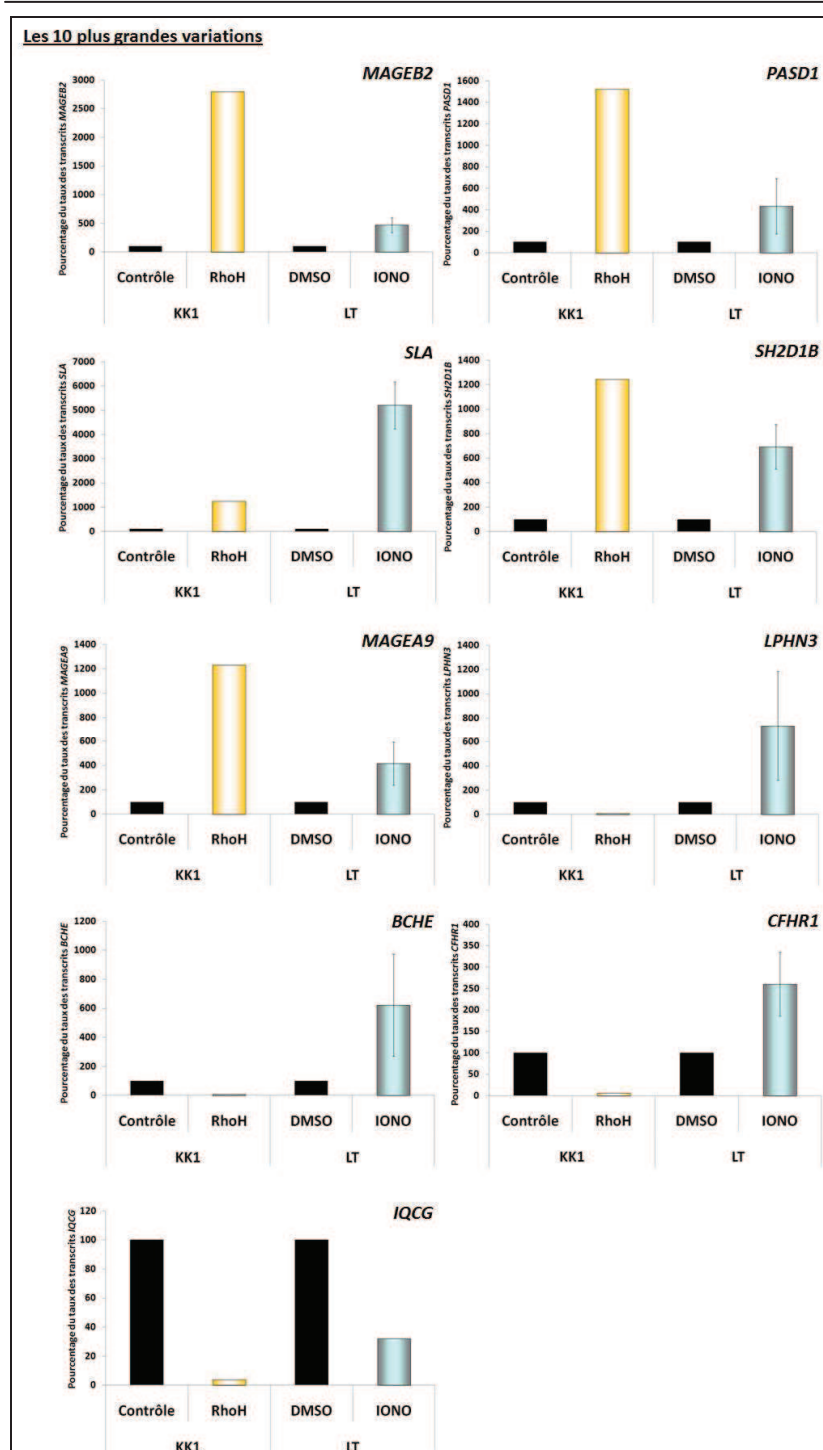 Les 10 plus grandes variations
MAGEB2
Pourcentage du taux des transcrits MAGEB2
3000
2500
2000
1500
1000
500
0
Contrôle RhoH DMSO IONO
KK1 LT
PASD1
Pourcentage du taux des transcrits PASD1
1600
1400
1200
1000
800
600
400
200
0
Contrôle RhoH DMSO IONO
KK1 LT
SLA
Pourcentage du taux des transcrits SLA
7000
6000
5000
4000
3000
2000
1000
0
Contrôle RhoH DMSO IONO
KK1 LT
SH2D1B
Pourcentage du taux des transcrits SH2D1B
1400
1200
1000
800
600
400
200
0
Contrôle RhoH DMSO IONO
KK1 LT
MAGEA9
Pourcentage du taux des transcrits MAGEA9
1400
1200
1000
800
600
400
200
0
Contrôle RhoH DMSO IONO
KK1 LT
LPHN3
Pourcentage du taux des transcrits LPHN3
1400
1200
1000
800
600
400
200
0
Contrôle RhoH DMSO IONO
KK1 LT
BCHE
Pourcentage du taux des transcrits BCHE
1200
1000
800
600
400
200
0
Contrôle RhoH DMSO IONO
KK1 LT
CFHR1
Pourcentage du taux des transcrits CFHR1
400
350
300
250
200
150
100
50
0
Contrôle RhoH DMSO IONO
KK1 LT
IQCG
Pourcentage du taux des transcrits IQCG
120
100
80
60
40
20
0
Contrôle RhoH DMSO IONO
KK1 LT